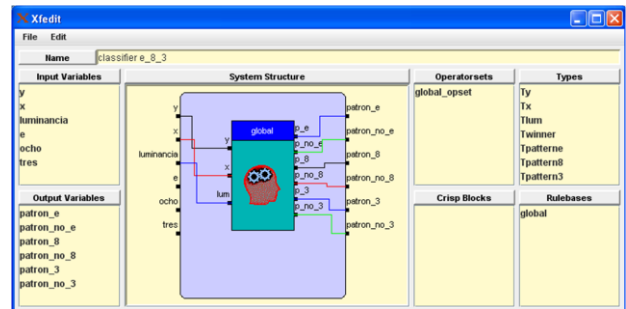 Xfedit
File Edit
Name classifier e_8_3
Input Variables
y
x
luminancia
e
ocho
tres
Output Variables
patron_e
patron_no_e
patron_8
patron_no_8
patron_3
patron_no_3
System Structure
y
x
luminancia
e
ocho
tres
global
y
x
lum
p_e
p_no_e
p_8
p_no_8
p_3
p_no_3
patron_e
patron_no_e
patron_8
patron_no_8
patron_3
patron_no_3
Operatorsets
global_opset
Crisp Blocks
Types
Ty
Tx
Tlum
Twinner
Tpatterne
Tpattern8
Tpattern3
Rulebases
global